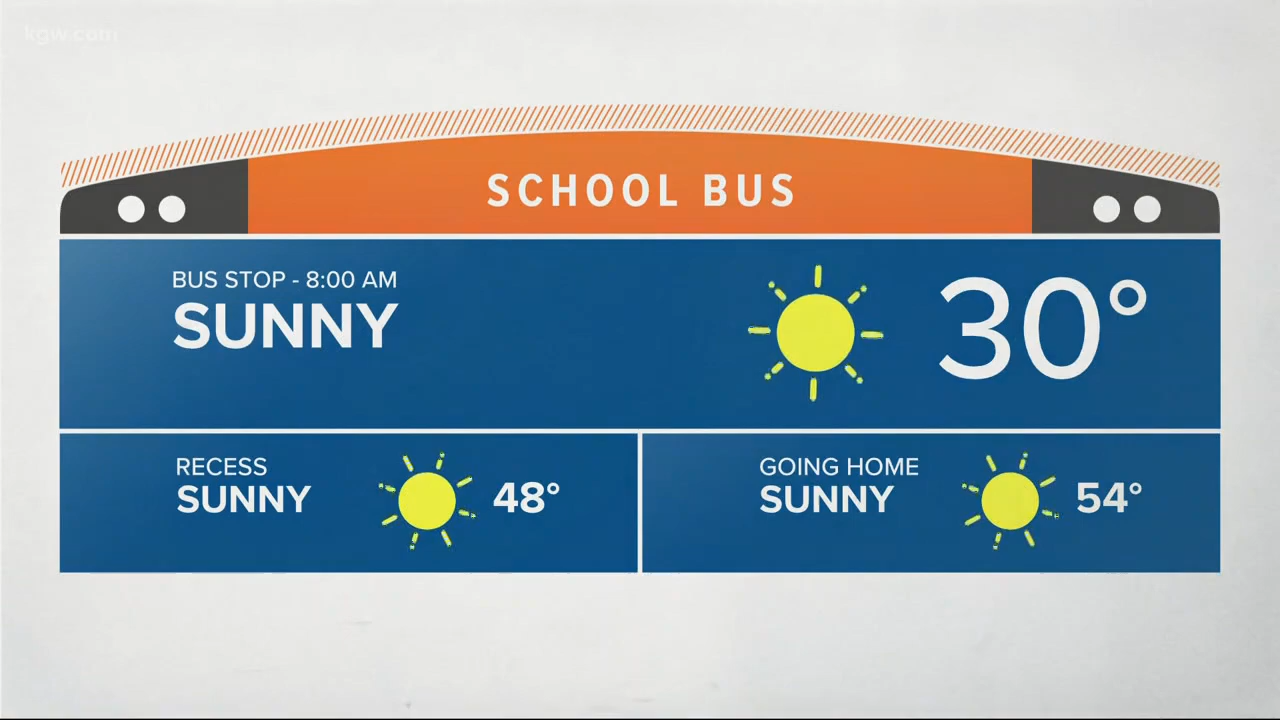 kgw.com
SCHOOL BUS
BUS STOP - 8:00 AM
SUNNY
30°
RECESS
SUNNY
48°
GOING HOME
SUNNY
54°